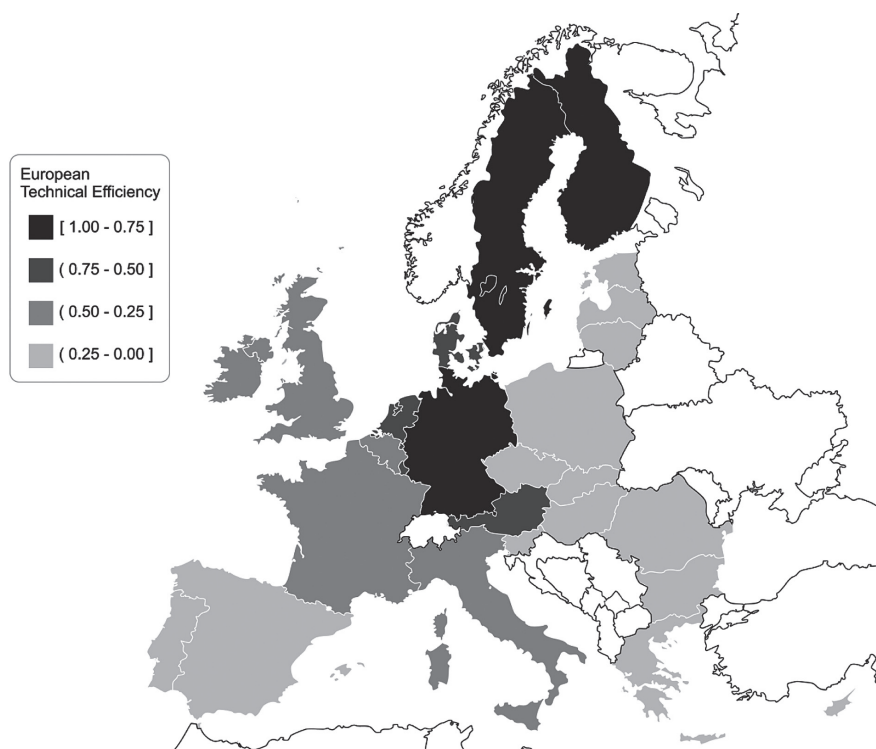 European
Technical Efficiency
[ 1.00 - 0.75 ]
( 0.75 - 0.50 ]
( 0.50 - 0.25 ]
( 0.25 - 0.00 ]